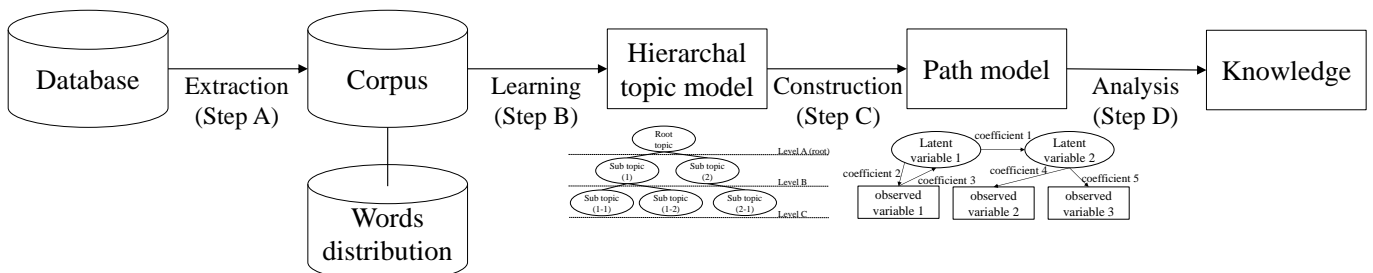 Database
Extraction
(Step A)
Corpus
Words
distribution
Learning
(Step B)
Hierarchal
topic model
Construction
(Step C)
Path model
Analysis
(Step D)
Knowledge
Root
topic
Level A (root)
Sub topic
(1)
Sub topic
(2)
Level B
Sub topic
(1-1)
Sub topic
(1-2)
Sub topic
(2-1)
Level C
Latent
variable 1
coefficient 1
Latent
variable 2
coefficient 2
coefficient 3
coefficient 4
coefficient 5
observed
variable 1
observed
variable 2
observed
variable 3